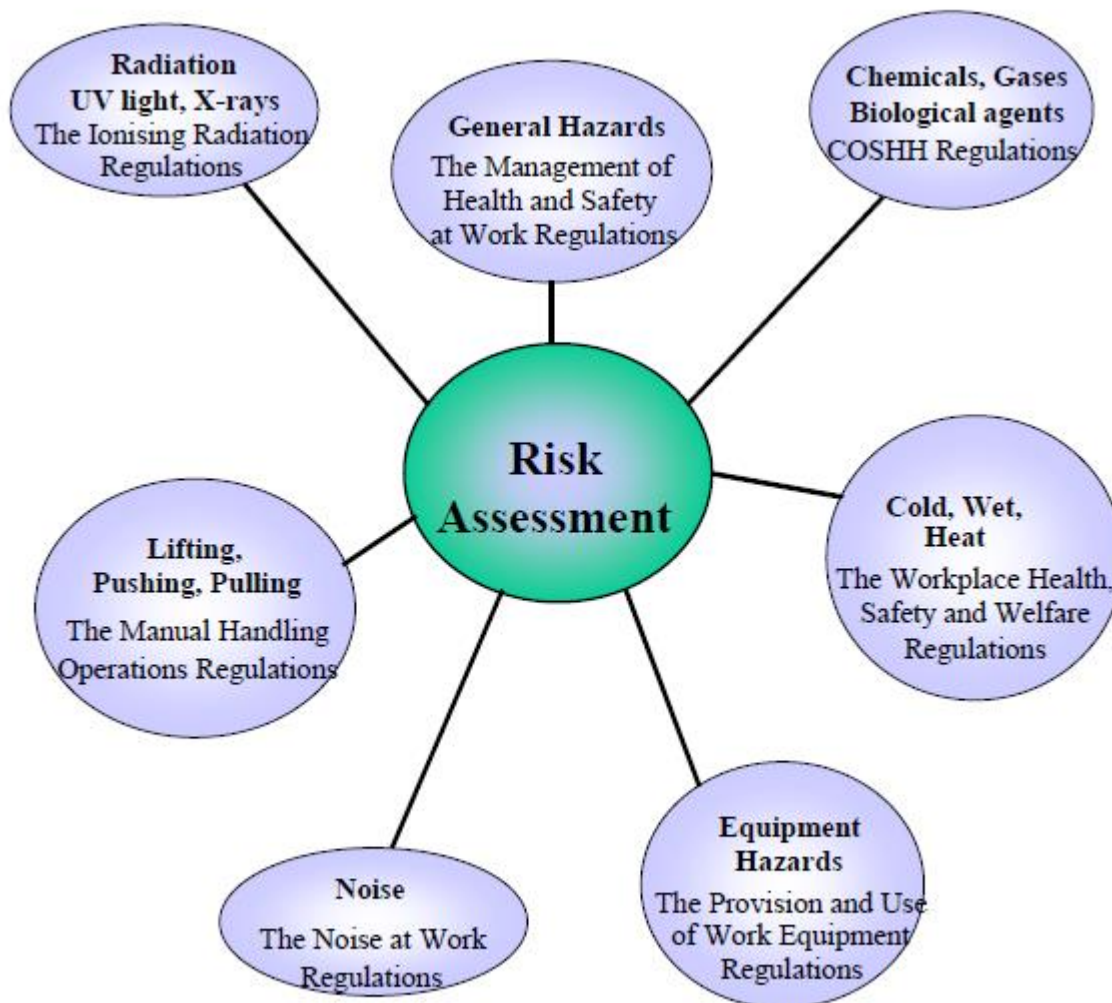 Radiation
UV light, X-rays
The Ionising Radiation
Regulations
General Hazards
The Management of
Health and Safety
at Work Regulations
Chemicals, Gases
Biological agents
COSHH Regulations
Risk
Assessment
Lifting,
Pushing, Pulling
The Manual Handling
Operations Regulations
Cold, Wet,
Heat
The Workplace Health,
Safety and Welfare
Regulations
Noise
The Noise at Work
Regulations
Equipment
Hazards
The Provision and Use
of Work Equipment
Regulations